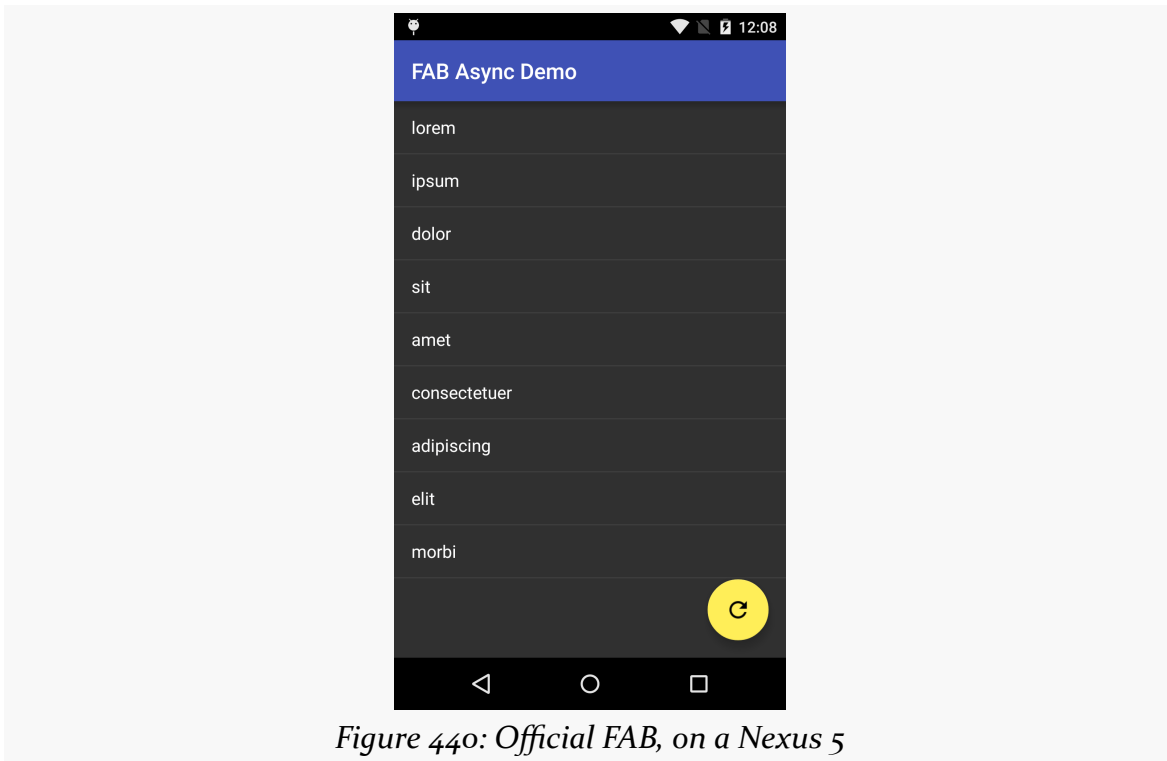 12:08
FAB Async Demo
lorem
ipsum
dolor
sit
amet
consectetuer
adipiscing
elit
morbi
Figure 440: Official FAB, on a Nexus 5